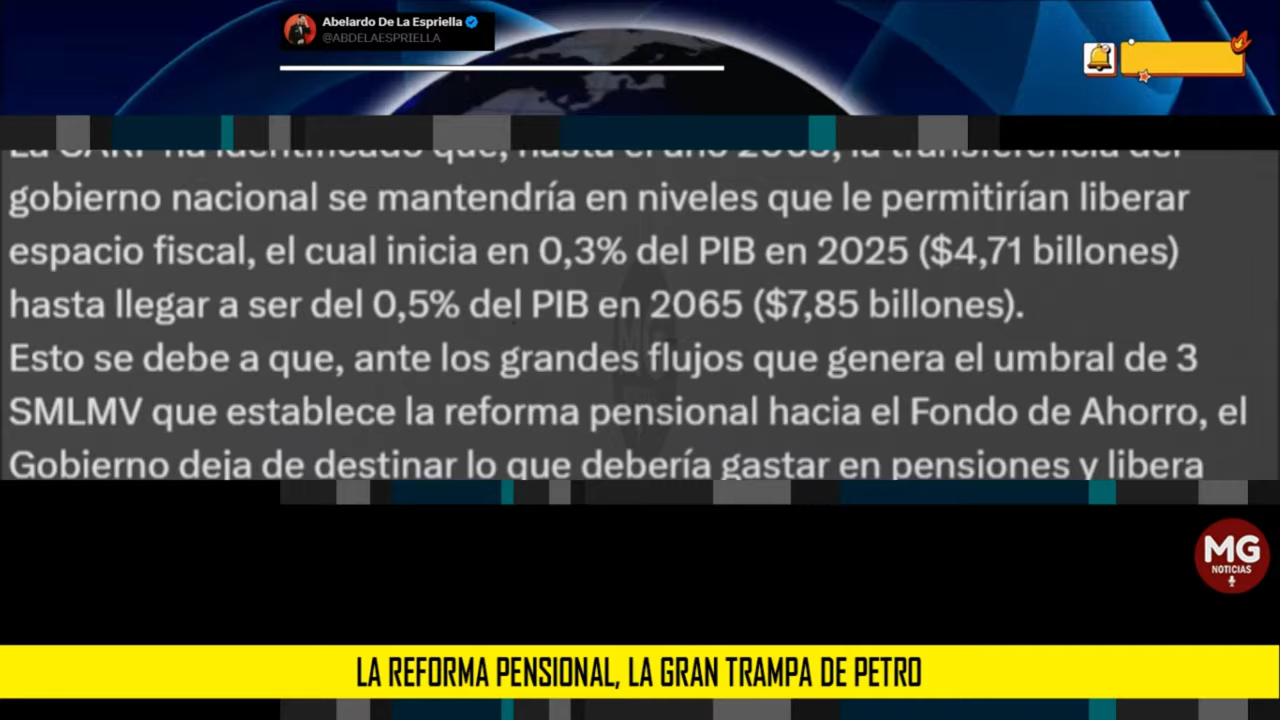 Abelardo De La Espriella
@ABDELAESPRIELLA
gobierno nacional se mantendría en niveles que le permitirían liberar
espacio fiscal, el cual inicia en 0,3% del PIB en 2025 ($4,71 billones)
hasta llegar a ser del 0,5% del PIB en 2065 ($7,85 billones).
Esto se debe a que, ante los grandes flujos que genera el umbral de 3
SMLMV que establece la reforma pensional hacia el Fondo de Ahorro, el
Gobierno deja de destinar lo que debería gastar en pensiones y libera
MG
NOTICIAS
LA REFORMA PENSIONAL, LA GRAN TRAMPA DE PETRO